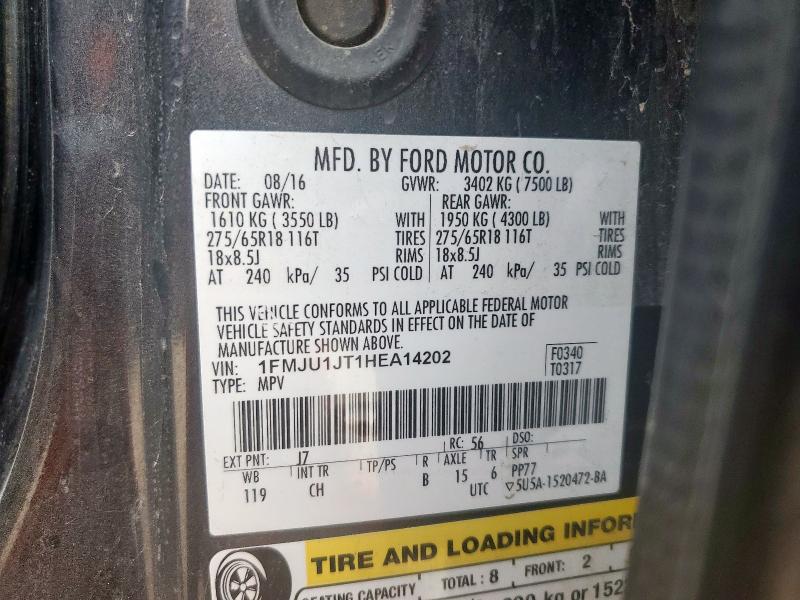 MFD. BY FORD MOTOR CO.
DATE: 08/16 GVWR: 3402 KG ( 7500 LB)
FRONT GAWR: REAR GAWR:
1610 KG ( 3550 LB) WITH 1950 KG ( 4300 LB) WITH
275/65R18 116T TIRES 275/65R18 116T TIRES
18x8.5J RIMS 18x8.5J RIMS
AT 240 kPa/ 35 PSI COLD AT 240 kPa/ 35 PSI COLD
THIS VEHICLE CONFORMS TO ALL APPLICABLE FEDERAL MOTOR
VEHICLE SAFETY STANDARDS IN EFFECT ON THE DATE OF
MANUFACTURE SHOWN ABOVE.
VIN: 1FMJU1JT1HEA14202 F0340
TYPE: MPV T0317
EXT PNT: J7 RC: 56 DSO:
WB INT TR TP/PS R AXLE TR SPR
119 CH B 15 6 PP77
UTC ▽5U5A-1520472-BA
TIRE AND LOADING INFOR
SEATING CAPACITY TOTAL : 8 FRONT: 2
kg or 152